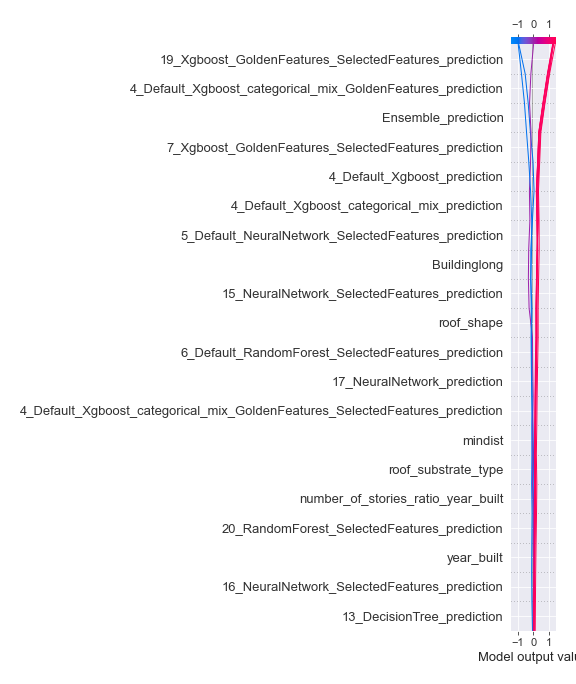 −1 0 1
19_Xgboost_GoldenFeatures_SelectedFeatures_prediction
4_Default_Xgboost_categorical_mix_GoldenFeatures_prediction
Ensemble_prediction
7_Xgboost_GoldenFeatures_SelectedFeatures_prediction
4_Default_Xgboost_prediction
4_Default_Xgboost_categorical_mix_prediction
5_Default_NeuralNetwork_SelectedFeatures_prediction
Buildinglong
15_NeuralNetwork_SelectedFeatures_prediction
roof_shape
6_Default_RandomForest_SelectedFeatures_prediction
17_NeuralNetwork_prediction
4_Default_Xgboost_categorical_mix_GoldenFeatures_SelectedFeatures_prediction
mindist
roof_substrate_type
number_of_stories_ratio_year_built
20_RandomForest_SelectedFeatures_prediction
year_built
16_NeuralNetwork_SelectedFeatures_prediction
13_DecisionTree_prediction
−1 0 1
Model output valu